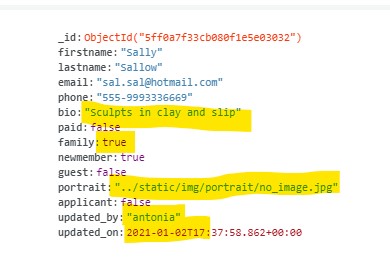 _id: ObjectId("5ff0a7f33cb080f1e5e03032")
firstname: "Sally"
lastname: "Sallow"
email: "sal.sal@hotmail.com"
phone: "555-9993336669"
bio: "Sculpts in clay and slip"
paid: false
family: true
newmember: true
guest: false
portrait: "../static/img/portrait/no_image.jpg"
applicant: false
updated_by: "antonia"
updated_on: 2021-01-02T17:37:58.862+00:00